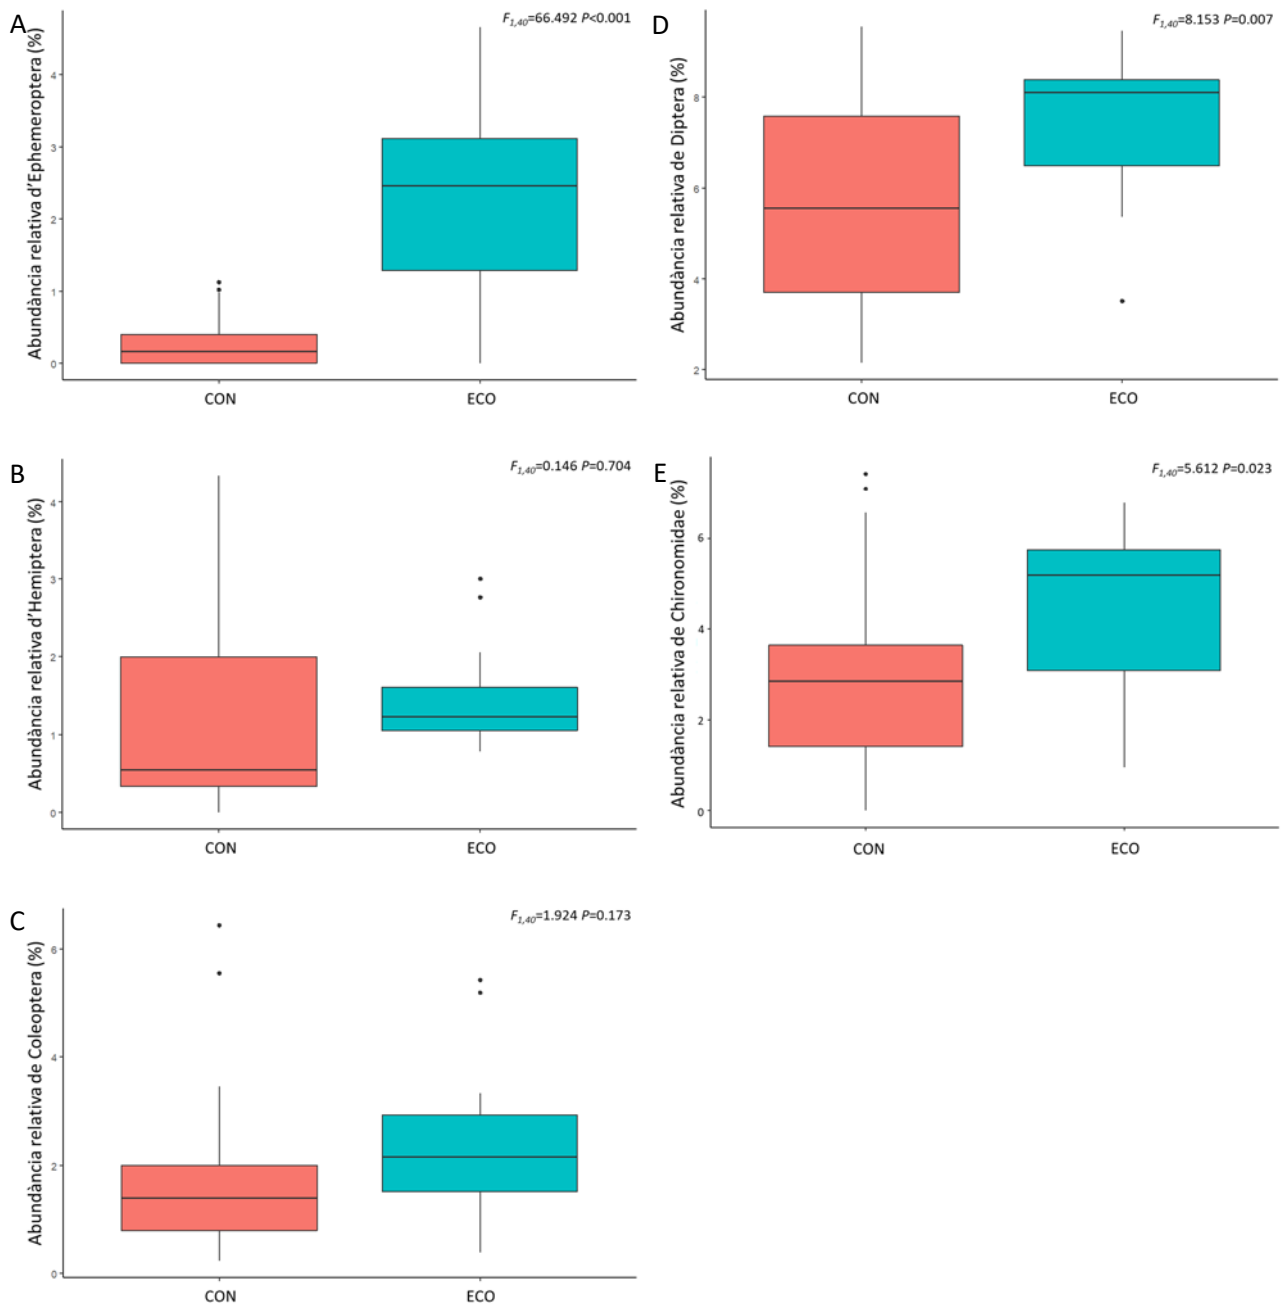 A
F1,40=66.492 P<0.001
Abundància relativa d'Ephemeroptera (%)
4
3
2
1
0
CON
ECO
B
F1,40=0.146 P=0.704
Abundància relativa d'Hemiptera (%)
4
3
2
1
0
CON
ECO
C
F1,40=1.924 P=0.173
Abundància relativa de Coleoptera (%)
6
4
2
0
CON
ECO
D
F1,40=8.153 P=0.007
Abundància relativa de Diptera (%)
8
6
4
2
CON
ECO
E
F1,40=5.612 P=0.023
Abundància relativa de Chironomidae (%)
6
4
2
0
CON
ECO